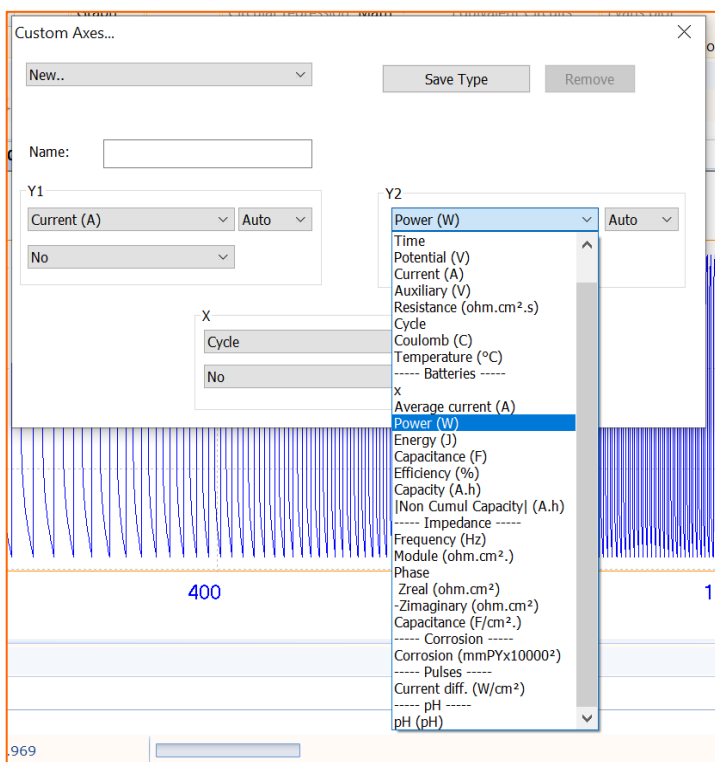 Custom Axes...
New..
Save Type
Remove
Name:
Y1
Y2
Current (A)
Auto
Power (W)
Auto
No
Time
Potential (V)
Current (A)
Auxiliary (V)
Resistance (ohm.cm².s)
Cycle
Coulomb (C)
Temperature (°C)
----- Batteries -----
x
Average current (A)
Power (W)
Energy (J)
Capacitance (F)
Efficiency (%)
Capacity (A.h)
|Non Cumul Capacity| (A.h)
----- Impedance -----
Frequency (Hz)
Module (ohm.cm².)
Phase
Zreal (ohm.cm²)
-Zimaginary (ohm.cm²)
Capacitance (F/cm².)
----- Corrosion -----
Corrosion (mmPYx10000²)
----- Pulses -----
Current diff. (W/cm²)
----- pH -----
pH (pH)
X
Cycle
No
400
1
.969